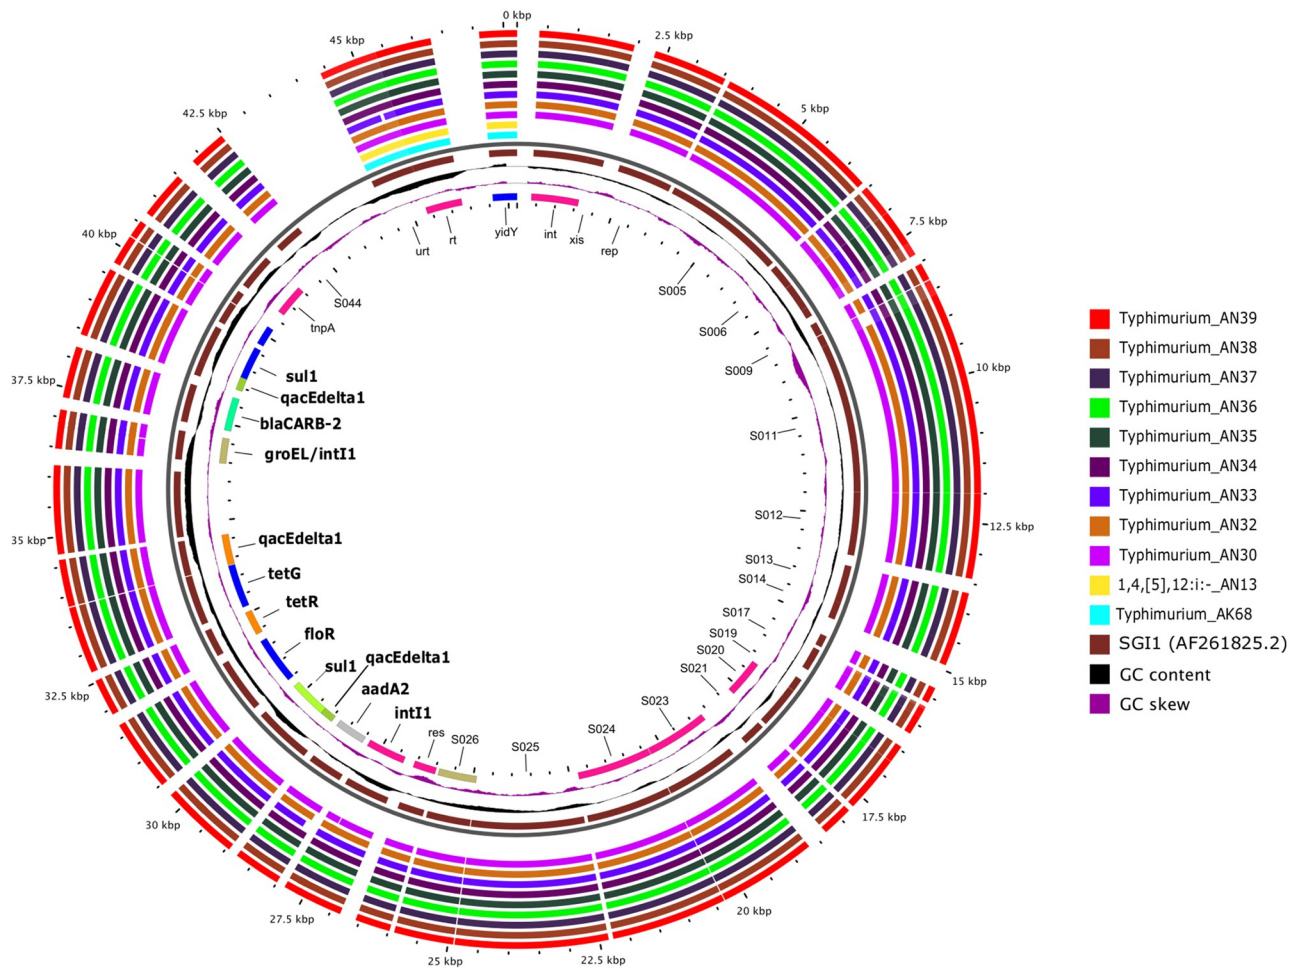 0 kbp
2.5 kbp
5 kbp
7.5 kbp
10 kbp
12.5 kbp
15 kbp
17.5 kbp
20 kbp
22.5 kbp
25 kbp
27.5 kbp
30 kbp
32.5 kbp
35 kbp
37.5 kbp
40 kbp
42.5 kbp
45 kbp
yidY
int
xis
rep
S005
S006
S009
S011
S012
S013
S014
S017
S019
S020
S021
S023
S024
S025
S026
res
intI1
aadA2
qacEdelta1
sul1
floR
tetR
tetG
qacEdelta1
groEL/intI1
blaCARB-2
qacEdelta1
sul1
tnpA
S044
urt
rt
Typhimurium_AN39
Typhimurium_AN38
Typhimurium_AN37
Typhimurium_AN36
Typhimurium_AN35
Typhimurium_AN34
Typhimurium_AN33
Typhimurium_AN32
Typhimurium_AN30
1,4,[5],12:i:-_AN13
Typhimurium_AK68
SGI1 (AF261825.2)
GC content
GC skew